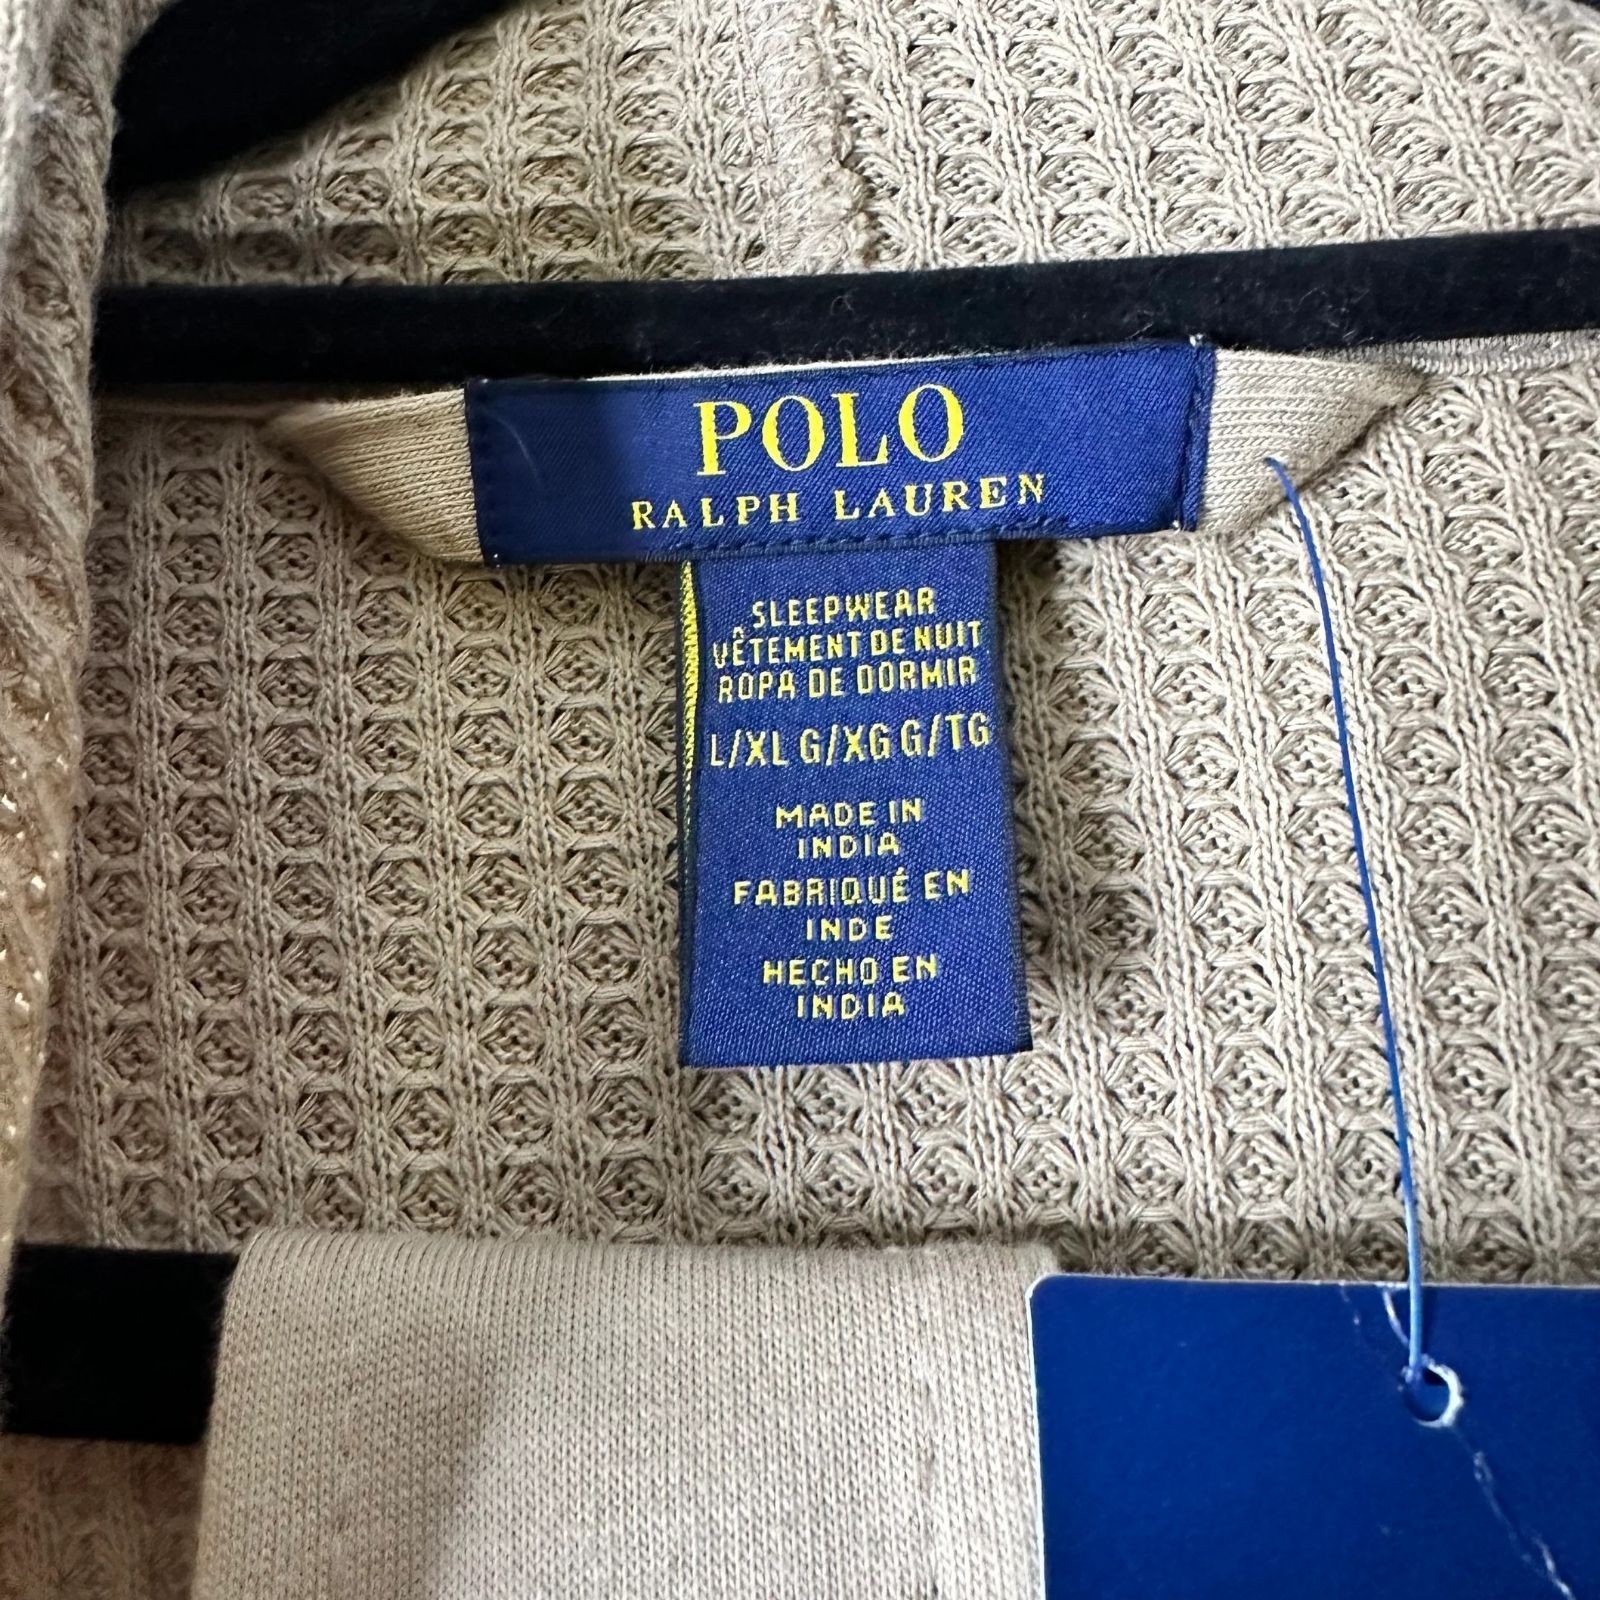 POLO
RALPH LAUREN
SLEEPWEAR
VÊTEMENT DE NUIT
ROPA DE DORMIR
L/XL G/XG G/TG
MADE IN
INDIA
FABRIQUÉ EN
INDE
HECHO EN
INDIA